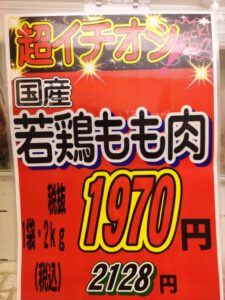 超イチオシ
国産
若鶏もも肉
税抜
1袋・2kg
1970円
(税込)
2128円